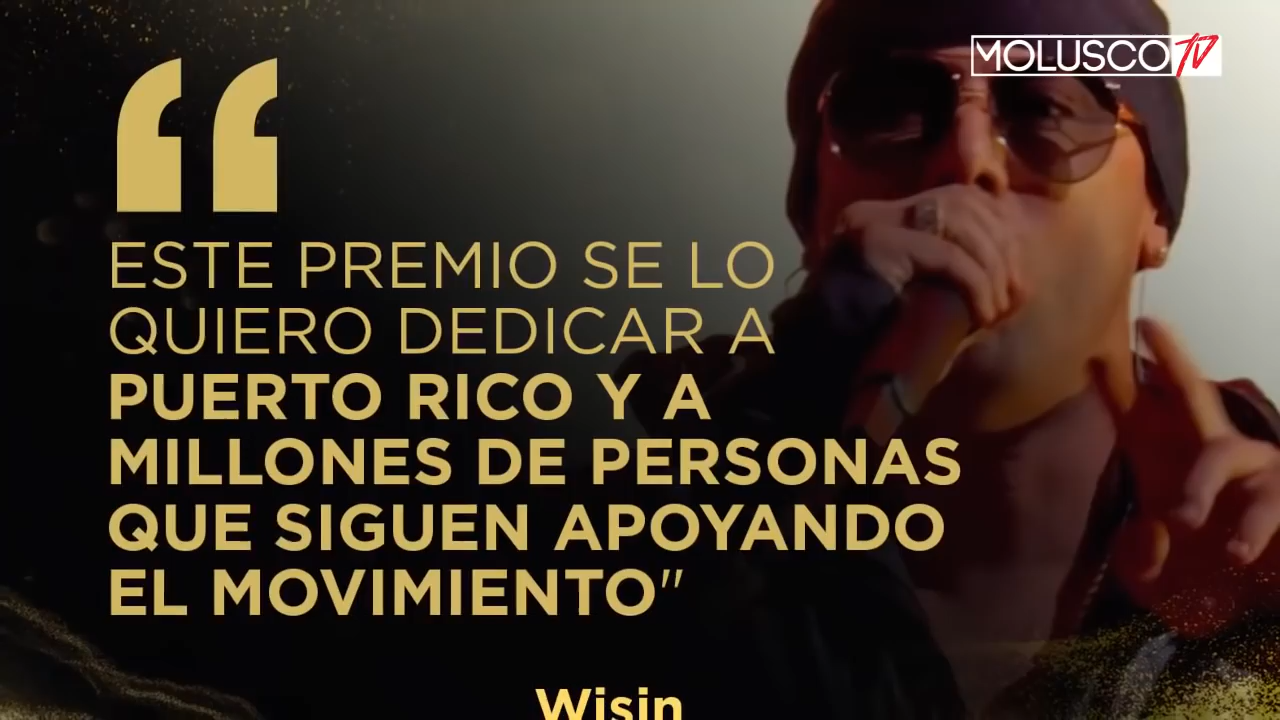 MOLUSCO TV
“
ESTE PREMIO SE LO
QUIERO DEDICAR A
PUERTO RICO Y A
MILLONES DE PERSONAS
QUE SIGUEN APOYANDO
EL MOVIMIENTO"
Wisin